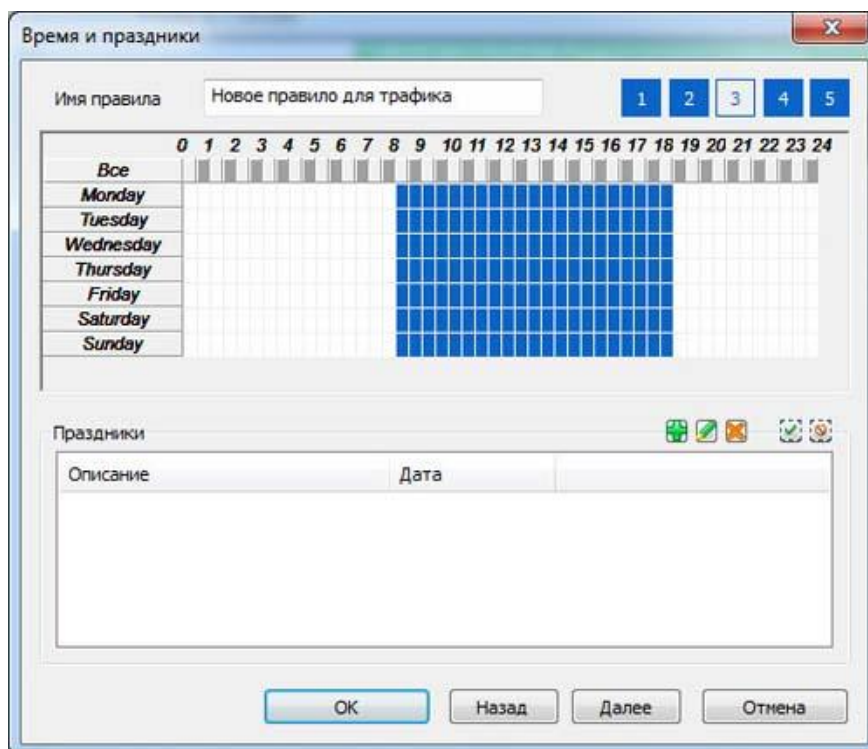 Время и праздники
Имя правила Новое правило для трафика 1 2 3 4 5
0 1 2 3 4 5 6 7 8 9 10 11 12 13 14 15 16 17 18 19 20 21 22 23 24
Все
Monday
Tuesday
Wednesday
Thursday
Friday
Saturday
Sunday
Праздники
Описание Дата
OK Назад Далее Отмена